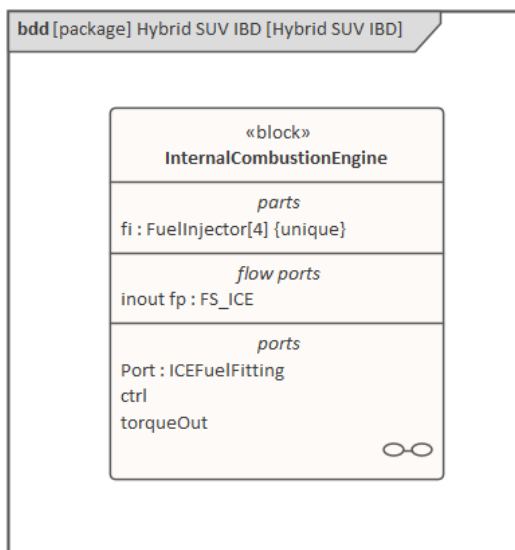 bdd [package] Hybrid SUV IBD [Hybrid SUV IBD]
«block»
InternalCombustionEngine
parts
fi : FuelInjector[4] {unique}
flow ports
inout fp : FS_ICE
ports
Port : ICEFuelFitting
ctrl
torqueOut